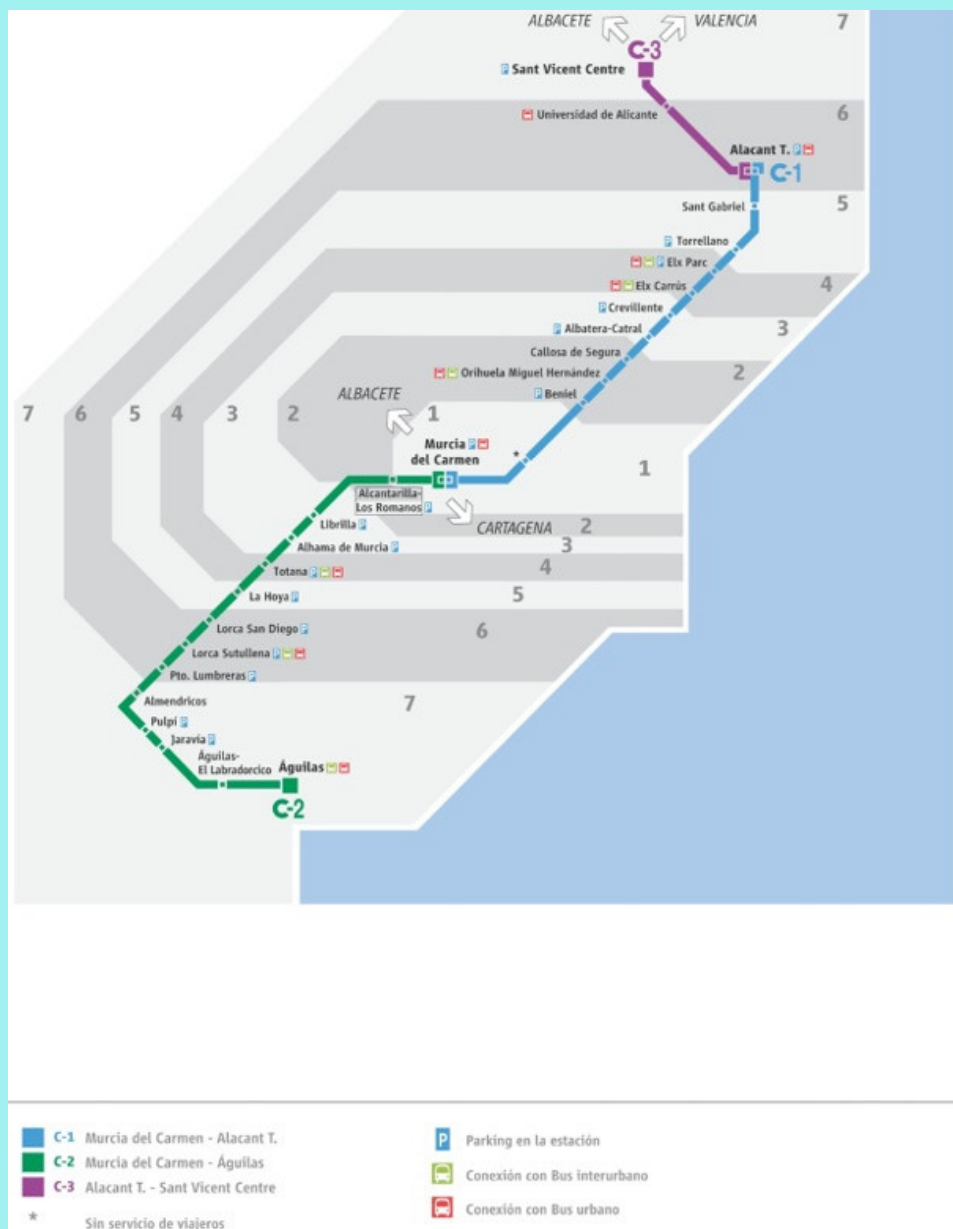 ALBACETE
VALENCIA
7
C-3
Sant Vicent Centre
6
Universidad de Alicante
Alacant T.
C-1
5
Sant Gabriel
Torrellano
Elx Parc
4
Elx Carrús
3
Crevillente
Albatera-Catral
Callosa de Segura
2
Orihuela Miguel Hernández
Beniel
ALBACETE
7
6
5
4
3
2
1
Murcia
del Carmen
*
1
Alcantarilla-
Los Romanos
CARTAGENA
2
Librilla
3
Alhama de Murcia
4
Totana
5
La Hoya
6
Lorca San Diego
Lorca Sutullena
Pto. Lumbreras
7
Almendricos
Pulpí
Jaravía
Águilas-
El Labradorcico
Águilas
C-2
C-1 Murcia del Carmen - Alacant T.
C-2 Murcia del Carmen - Águilas
C-3 Alacant T. - Sant Vicent Centre
* Sin servicio de viajeros
P Parking en la estación
Conexión con Bus interurbano
Conexión con Bus urbano